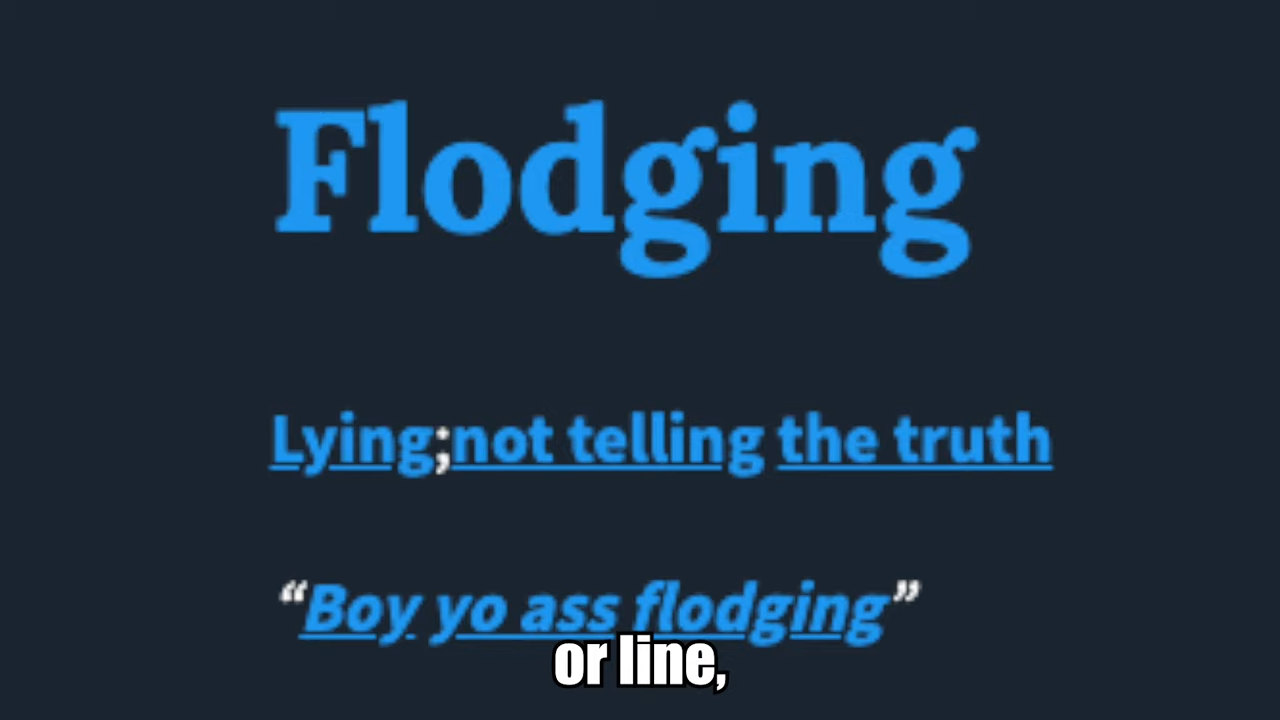 Flodging
Lying;not telling the truth
“Boy yo ass flodging”
or line,